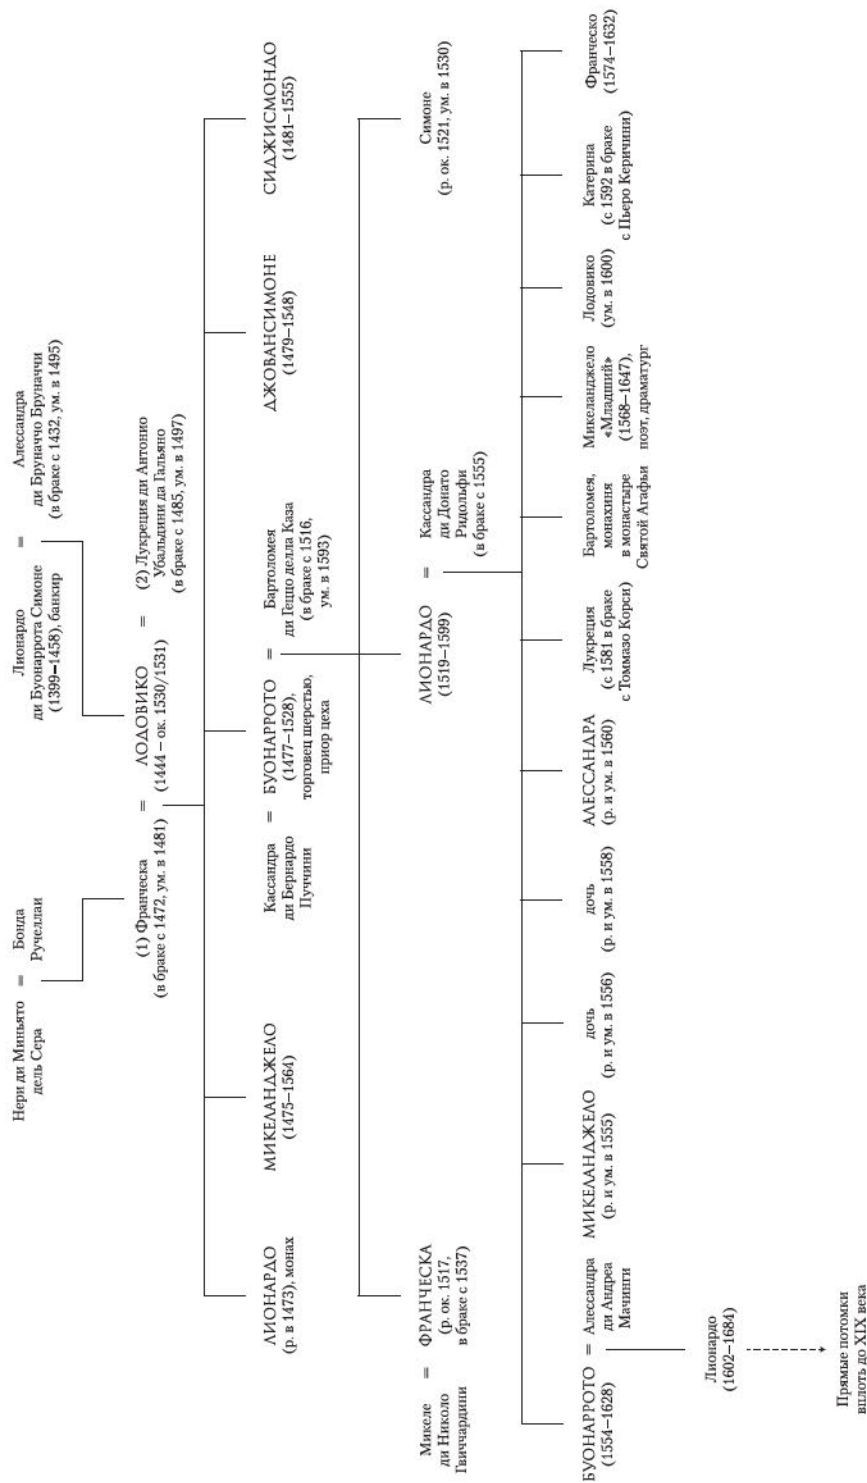 Нери ди Миньято
дель Сера
=
Бонда
Ручеллаи
Лионардо
ди Буонаррота Симоне
(1399–1458), банкир
=
Алессандра
ди Бруначчо Бруначчи
(в браке с 1432, ум. в 1495)
(1) Франческа
(в браке с 1472, ум. в 1481)
=
ЛОДОВИКО
(1444 – ок. 1530/1531)
=
(2) Лукреция ди Антонио
Убальдини да Гальяно
(в браке с 1485, ум. в 1497)
ЛИОНАРДО
(р. в 1473), монах
МИКЕЛАНДЖЕЛО
(1475–1564)
Кассандра
ди Бернардо
Пуччини
=
БУОНАРРОТО
(1477–1528),
торговец шерстью,
приор цеха
=
Бартоломея
ди Геццо делла Каза
(в браке с 1516,
ум. в 1593)
ДЖОВАНСИМОНЕ
(1479–1548)
СИДЖИСМОНДО
(1481–1555)
Микеле
ди Николо
Гвиччардини
=
ФРАНЧЕСКА
(р. ок. 1517,
в браке с 1537)
ЛИОНАРДО
(1519–1599)
=
Кассандра
ди Донато
Ридольфи
(в браке с 1555)
Симоне
(р. ок. 1521, ум. в 1530)
БУОНАРРОТО
(1554–1628)
=
Алессандра
ди Андреа
Мачинги
МИКЕЛАНДЖЕЛО
(р. и ум. в 1555)
дочь
(р. и ум. в 1556)
дочь
(р. и ум. в 1558)
АЛЕССАНДРА
(р. и ум. в 1560)
Лукреция
(с 1581 в браке
с Томмазо Корси)
Бартоломея,
монахиня
в монастыре
Святой Агафьи
Микеланджело
«Младший»
(1568–1647),
поэт, драматург
Лодовико
(ум. в 1600)
Катерина
(с 1592 в браке
с Пьеро Керичини)
Франческо
(1574–1632)
Лионардо
(1602–1684)
Прямые потомки
вплоть до XIX века